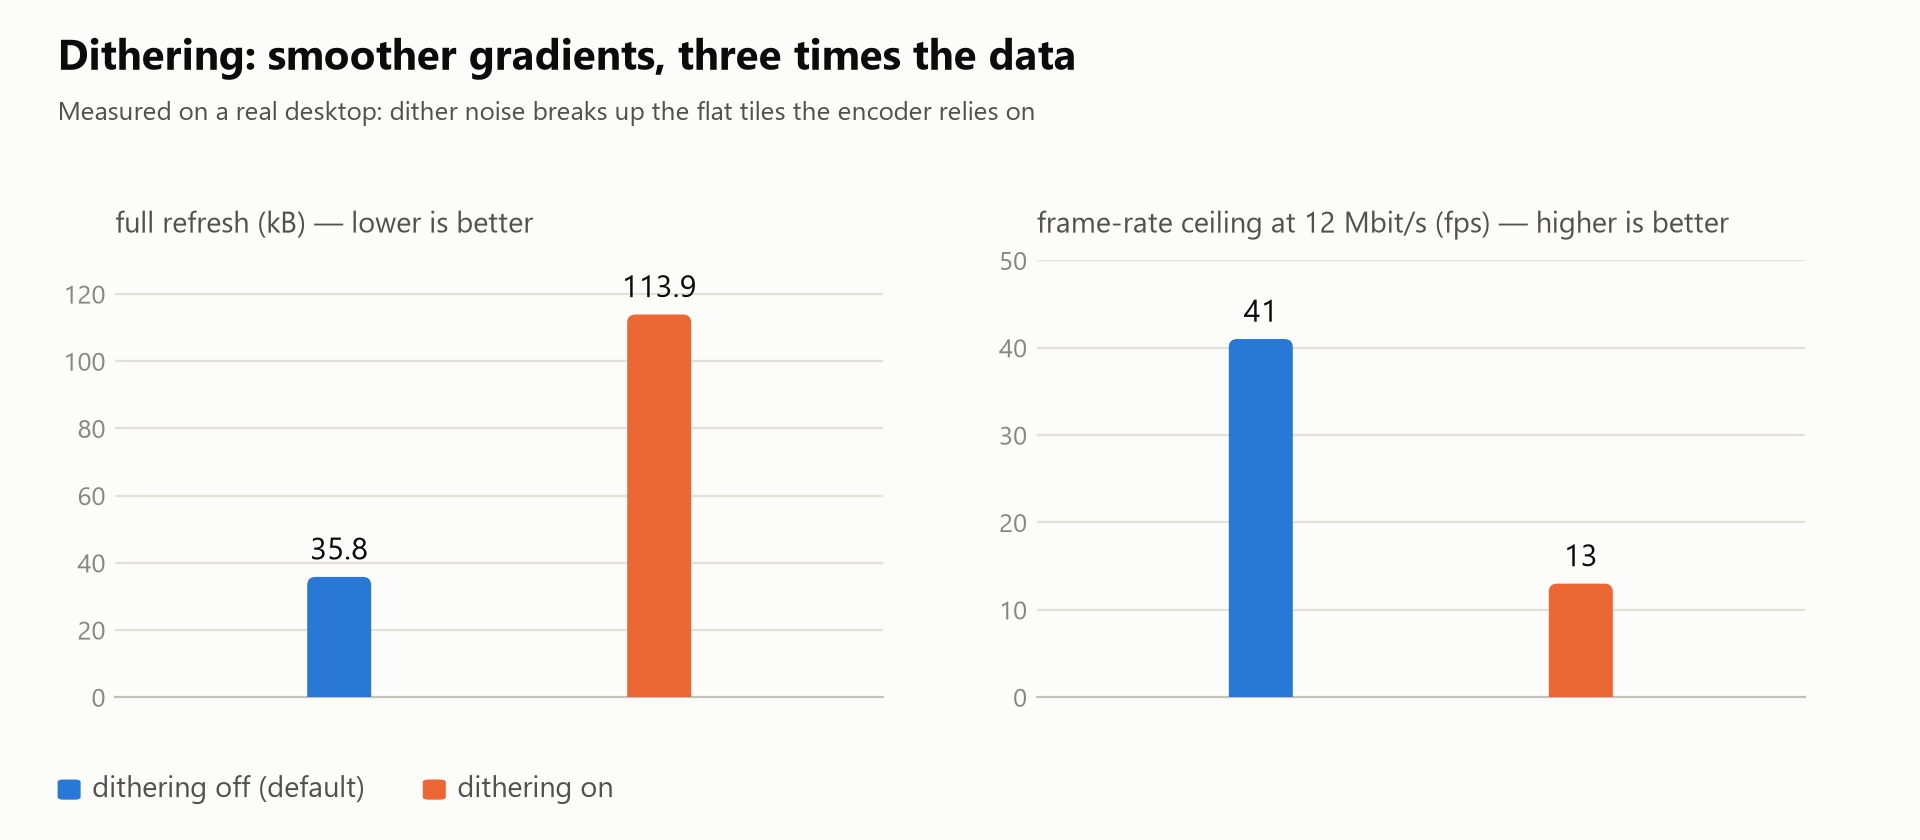 Dithering: smoother gradients, three times the data
Measured on a real desktop: dither noise breaks up the flat tiles the encoder relies on
full refresh (kB) — lower is better
120
100
80
60
40
20
0
35.8
113.9
frame-rate ceiling at 12 Mbit/s (fps) — higher is better
50
40
30
20
10
0
41
13
dithering off (default)
dithering on